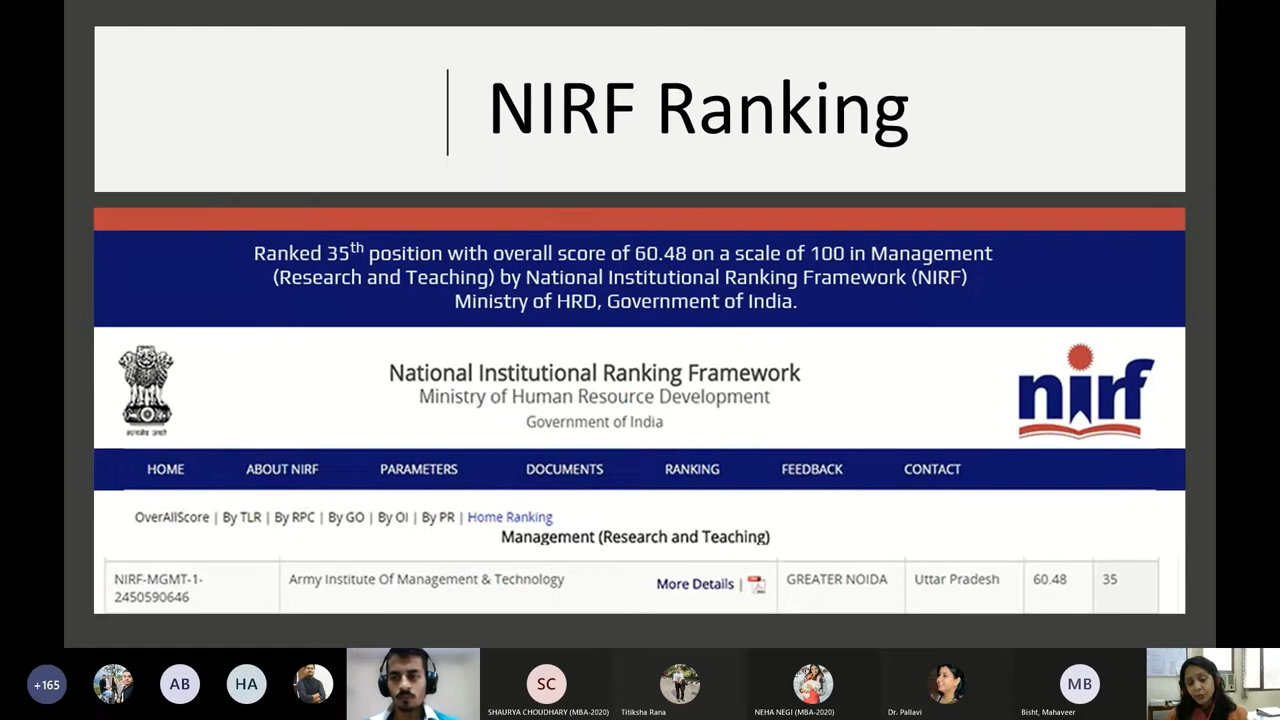 NIRF Ranking
Ranked 35th position with overall score of 60.48 on a scale of 100 in Management
(Research and Teaching) by National Institutional Ranking Framework (NIRF)
Ministry of HRD, Government of India.
National Institutional Ranking Framework
Ministry of Human Resource Development
Government of India
सत्यमेव जयते
nirf
HOME ABOUT NIRF PARAMETERS DOCUMENTS RANKING FEEDBACK CONTACT
OverAllScore | By TLR | By RPC | By GO | By OI | By PR | Home Ranking
Management (Research and Teaching)
NIRF-MGMT-1-2450590646 Army Institute Of Management & Technology More Details | GREATER NOIDA Uttar Pradesh 60.48 35
+165 AB HA SC MB
SHAURYA CHOUDHARY (MBA-2020) Titiksha Rana NEHA NEGI (MBA-2020) Dr. Pallavi Bisht, Mahaveer